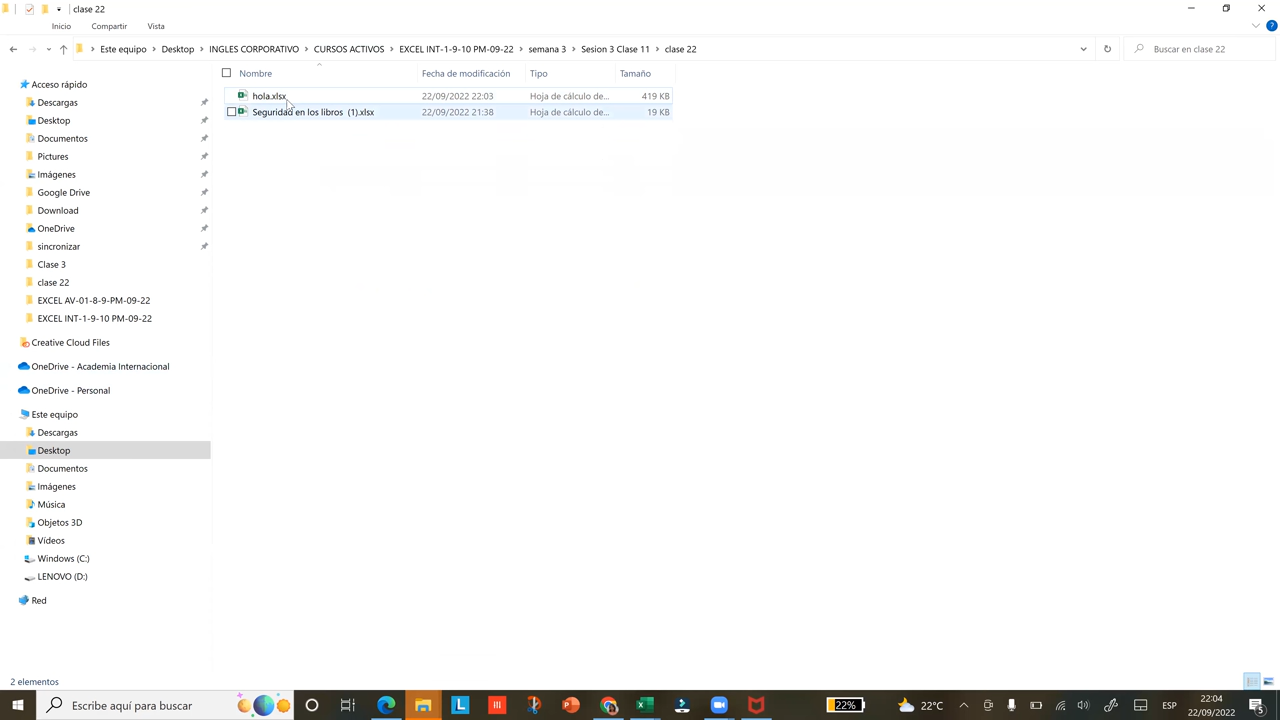 clase 22
Inicio Compartir Vista
Este equipo > Desktop > INGLES CORPORATIVO > CURSOS ACTIVOS > EXCEL INT-1-9-10 PM-09-22 > semana 3 > Sesion 3 Clase 11 > clase 22
Buscar en clase 22
Nombre Fecha de modificación Tipo Tamaño
hola.xlsx 22/09/2022 22:03 Hoja de cálculo de... 419 KB
Seguridad en los libros (1).xlsx 22/09/2022 21:38 Hoja de cálculo de... 19 KB
Acceso rápido
Descargas
Desktop
Documentos
Pictures
Imágenes
Google Drive
Download
OneDrive
sincronizar
Clase 3
clase 22
EXCEL AV-01-8-9-PM-09-22
EXCEL INT-1-9-10 PM-09-22
Creative Cloud Files
OneDrive - Academia Internacional
OneDrive - Personal
Este equipo
Descargas
Desktop
Documentos
Imágenes
Música
Objetos 3D
Vídeos
Windows (C:)
LENOVO (D:)
Red
2 elementos
Escribe aquí para buscar
22%
22°C
ESP
22:04
22/09/2022
5